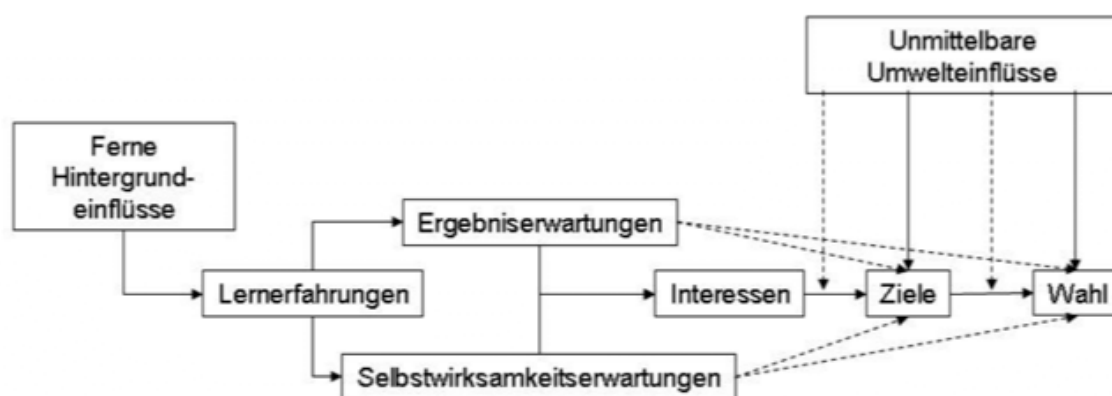 Unmittelbare
Umwelteinflüsse
Ferne
Hintergrund-
einflüsse
Ergebniserwartungen
Lernerfahrungen
Interessen
Ziele
Wahl
Selbstwirksamkeitserwartungen